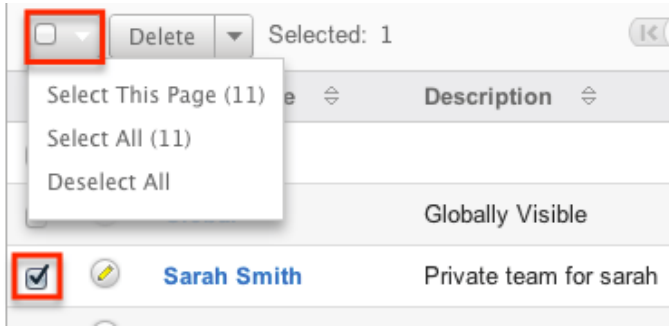 Delete Selected: 1
Select This Page (11)
e Description
Select All (11)
Deselect All
Globally Visible
Sarah Smith Private team for sarah